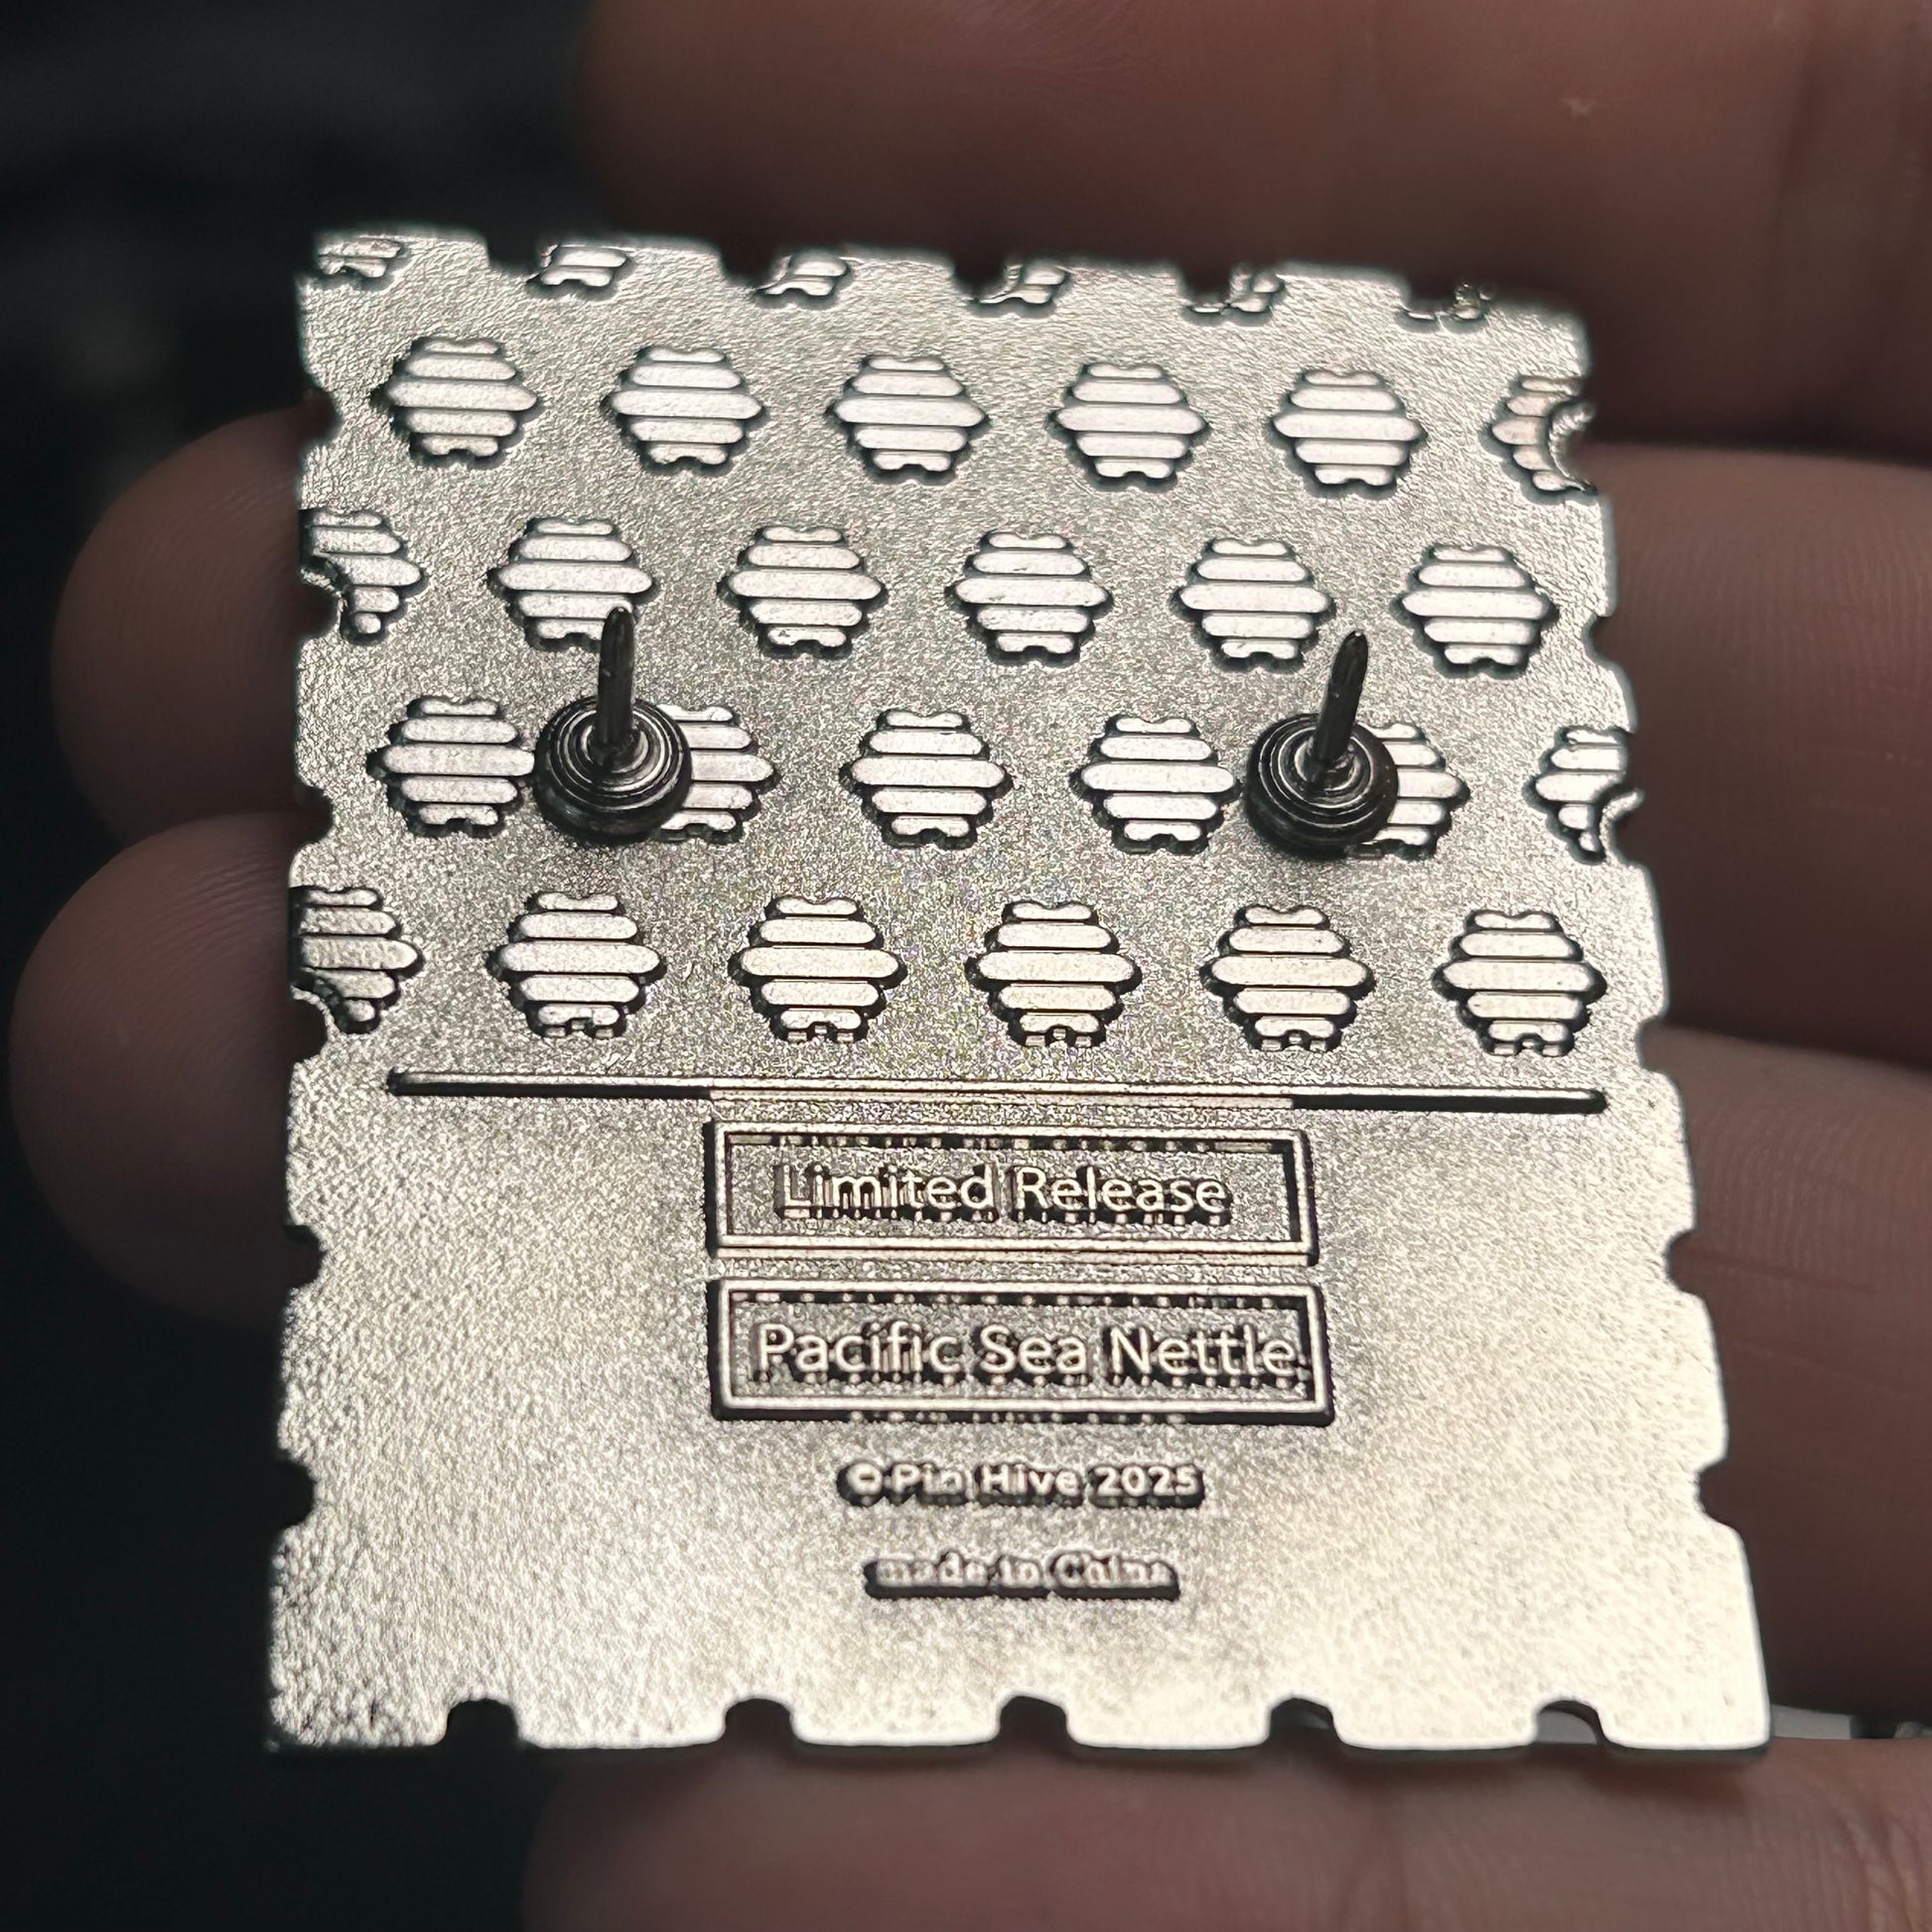 Limited Release
Pacific Sea Nettle
©Pin Hive 2025
made in China